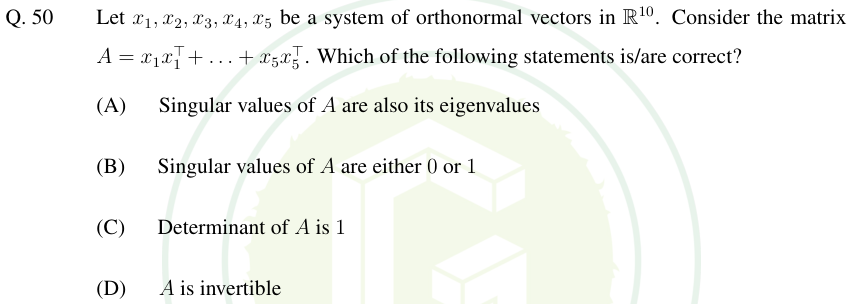 Q. 50 Let x₁, x₂, x₃, x₄, x₅ be a system of orthonormal vectors in ℝ¹⁰. Consider the matrix
A = x₁x₁⊤ + . . . + x₅x₅⊤. Which of the following statements is/are correct?
(A) Singular values of A are also its eigenvalues
(B) Singular values of A are either 0 or 1
(C) Determinant of A is 1
(D) A is invertible